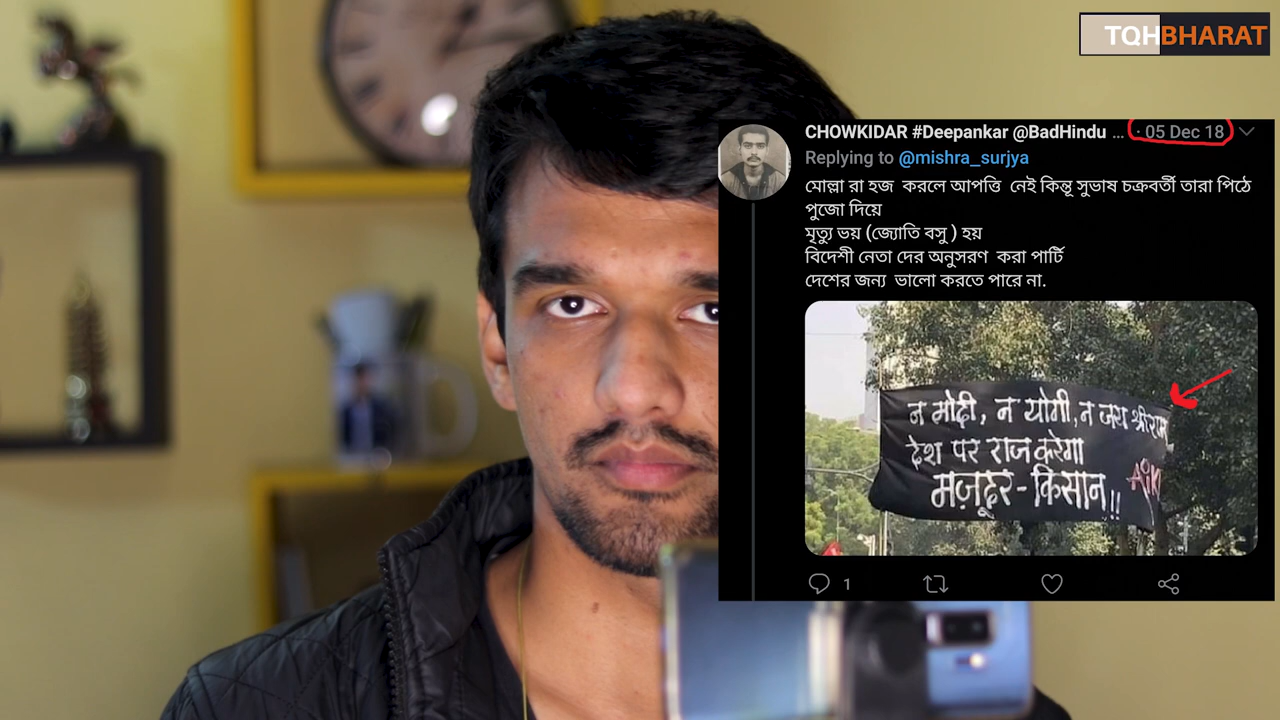 TQHBHARAT
CHOWKIDAR #Deepankar @BadHindu ... · 05 Dec 18
Replying to @mishra_surjya
মোল্লা রা হজ করলে আপত্তি নেই কিন্তূ সুভাষ চক্রবর্তী তারা পিঠে
পুজো দিয়ে
মৃত্যু ভয় (জ্যোতি বসু ) হয়
বিদেশী নেতা দের অনুসরণ করা পার্টি
দেশের জন্য ভালো করতে পারে না.
न मोदी, न योगी, न जय श्रीराम
देश पर राज करेगा
मज़दूर-किसान !!
1